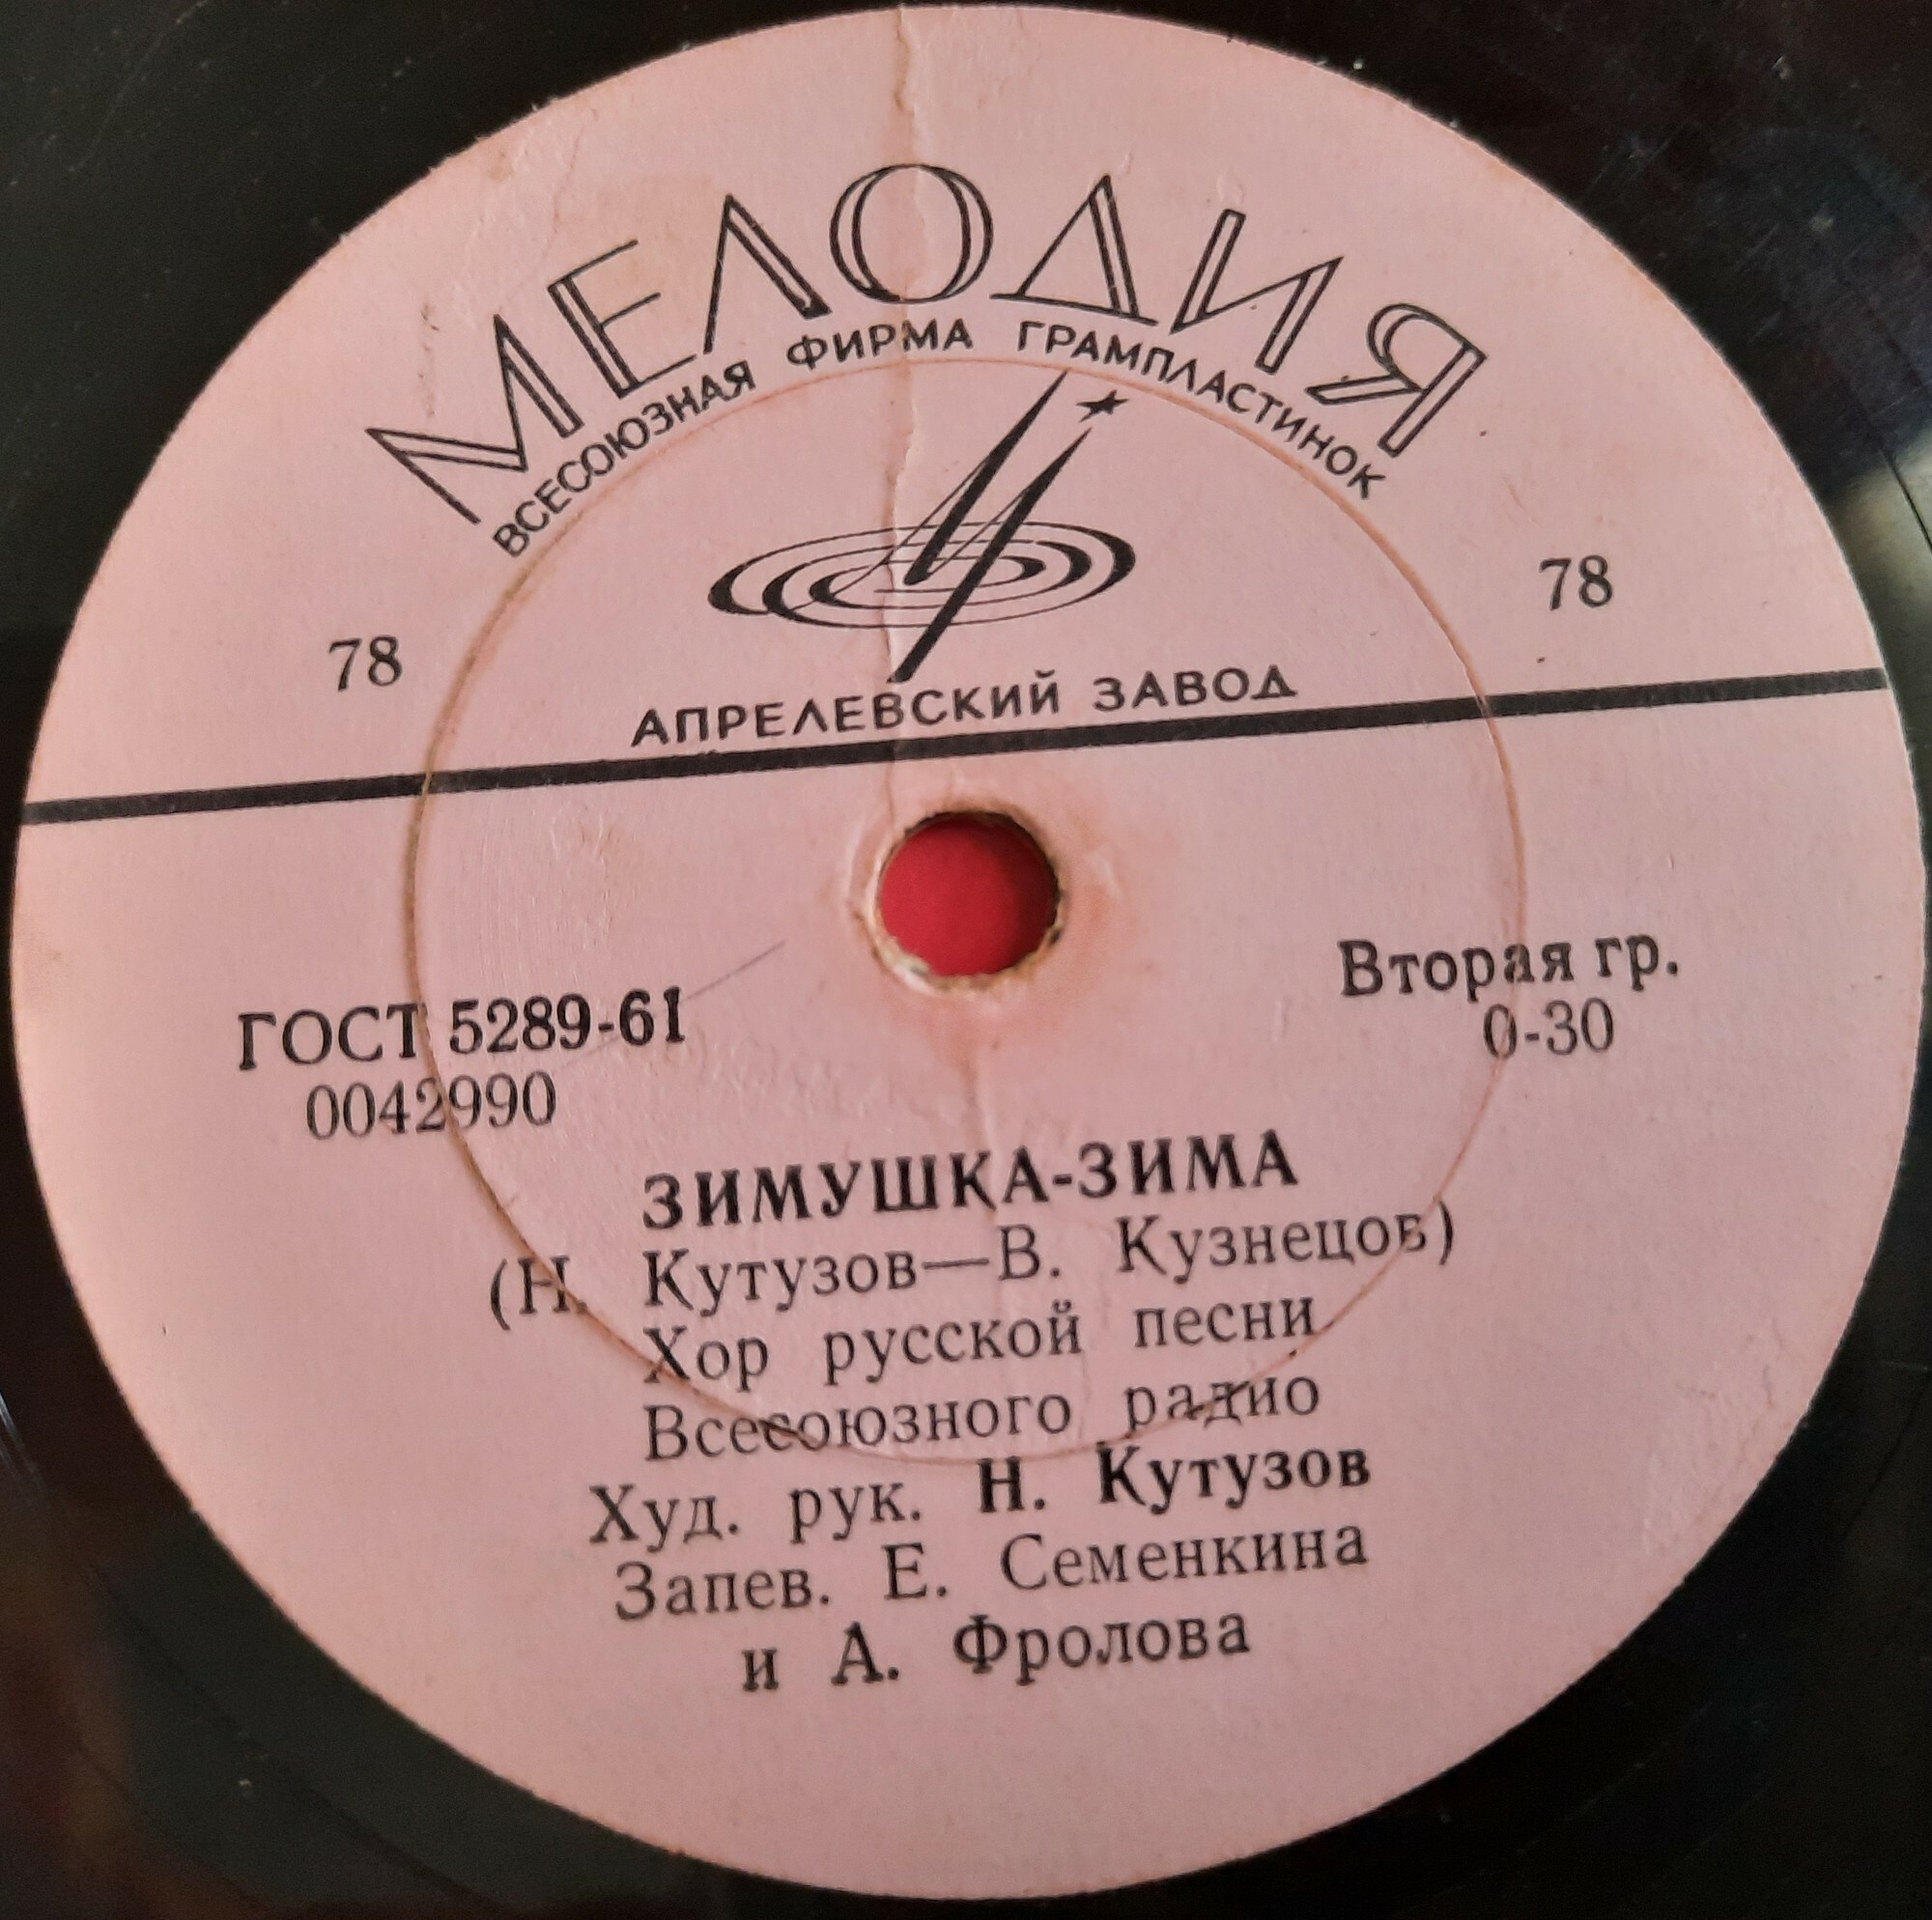 МЕЛОДИЯ
ВСЕСОЮЗНАЯ ФИРМА ГРАМПЛАСТИНОК
78
78
АПРЕЛЕВСКИЙ ЗАВОД
ГОСТ 5289-61
0042990
Вторая гр.
0-30
ЗИМУШКА-ЗИМА
(Н. Кутузов—В. Кузнецов)
Хор русской песни
Всесоюзного радио
Худ. рук. Н. Кутузов
Запев. Е. Семенкина
и А. Фролова